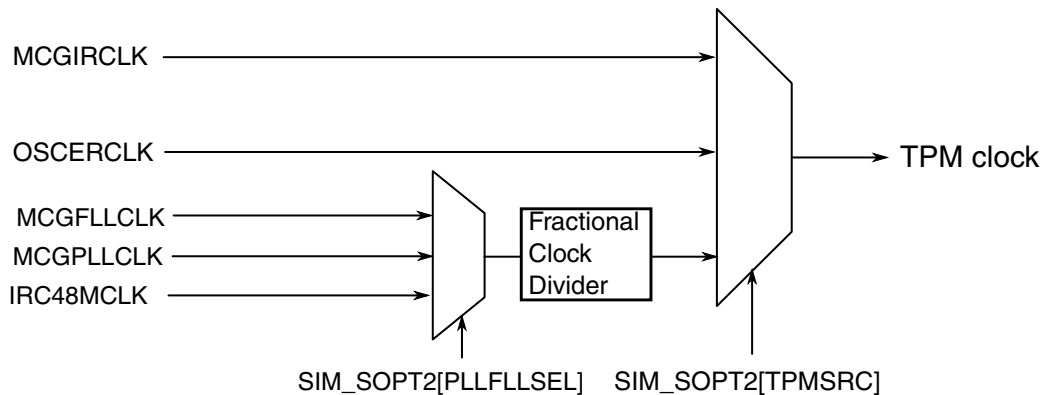 MCGIRCLK
OSCERCLK
TPM clock
MCGFLLCLK
MCGPLLCLK
IRC48MCLK
Fractional
Clock
Divider
SIM_SOPT2[PLLFLLSEL]
SIM_SOPT2[TPMSRC]